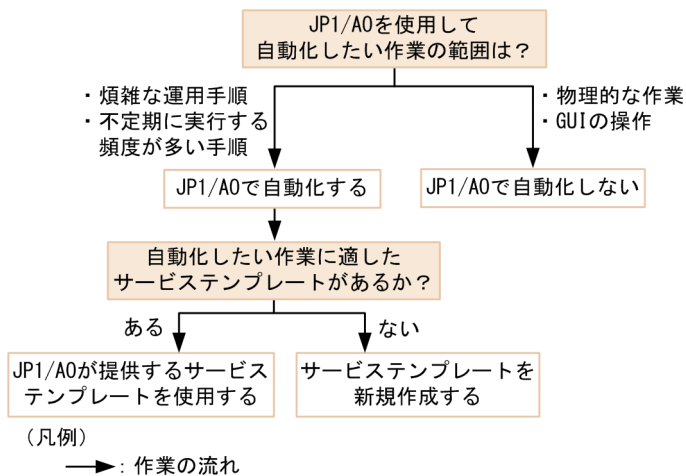 JP1/AOを使用して
自動化したい作業の範囲は？
・煩雑な運用手順
・不定期に実行する
頻度が多い手順
・物理的な作業
・GUIの操作
JP1/AOで自動化する
JP1/AOで自動化しない
自動化したい作業に適した
サービステンプレートがあるか？
ある
ない
JP1/AOが提供するサービス
テンプレートを使用する
サービステンプレートを
新規作成する
（凡例）
：作業の流れ